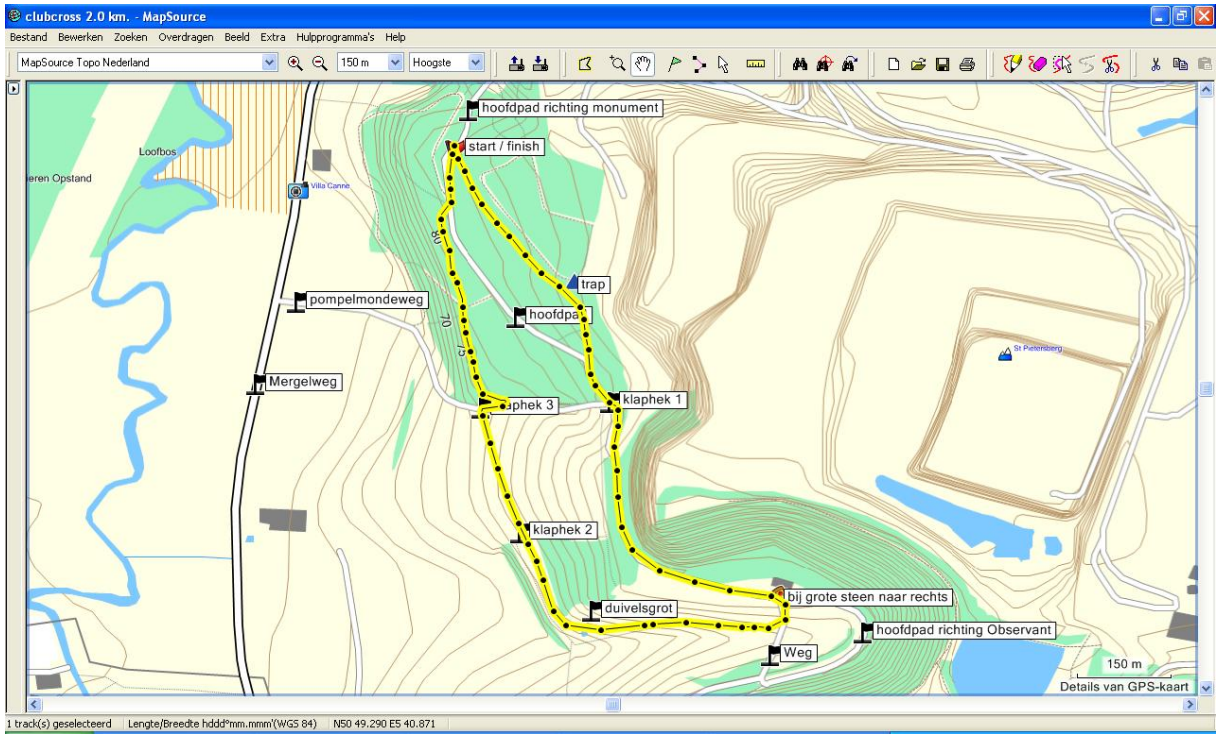 clubcross 2.0 km. - MapSource
Bestand Bewerken Zoeken Overdragen Beeld Extra Hulpprogramma's Help
MapSource Topo Nederland 150 m Hoogste
hoofdpad richting monument
start / finish
Loofbos
ieren Opstand
Villa Canne
80
trap
pompelmondeweg
hoofdpa
70
St Pietersberg
75
Mergelweg
klaphek 1
aphek 3
klaphek 2
bij grote steen naar rechts
duivelsgrot
hoofdpad richting Observant
Weg
150 m
Details van GPS-kaart
1 track(s) geselecteerd Lengte/Breedte hddd°mm.mmm'(WGS 84) N50 49.290 E5 40.871